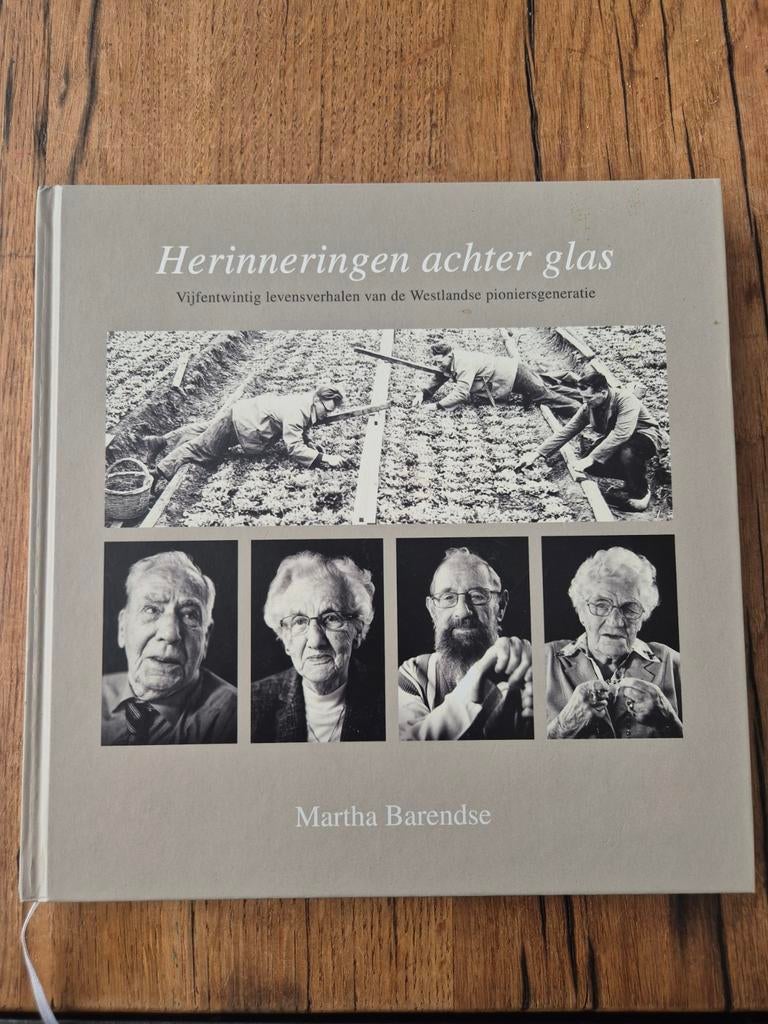 Herinneringen achter glas
Vijfentwintig levensverhalen van de Westlandse pioniersgeneratie
Martha Barendse